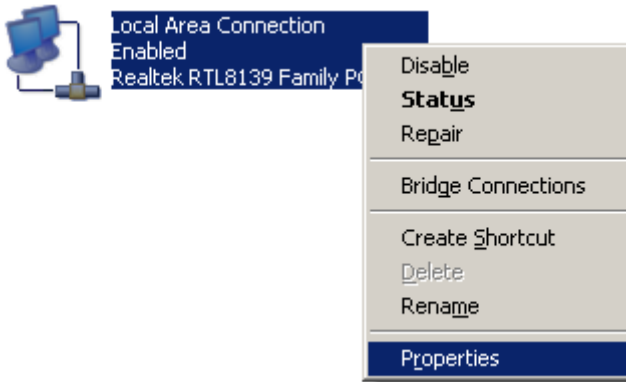 Local Area Connection
Enabled
Realtek RTL8139 Family
Disable
Status
Repair
Bridge Connections
Create Shortcut
Delete
Rename
Properties